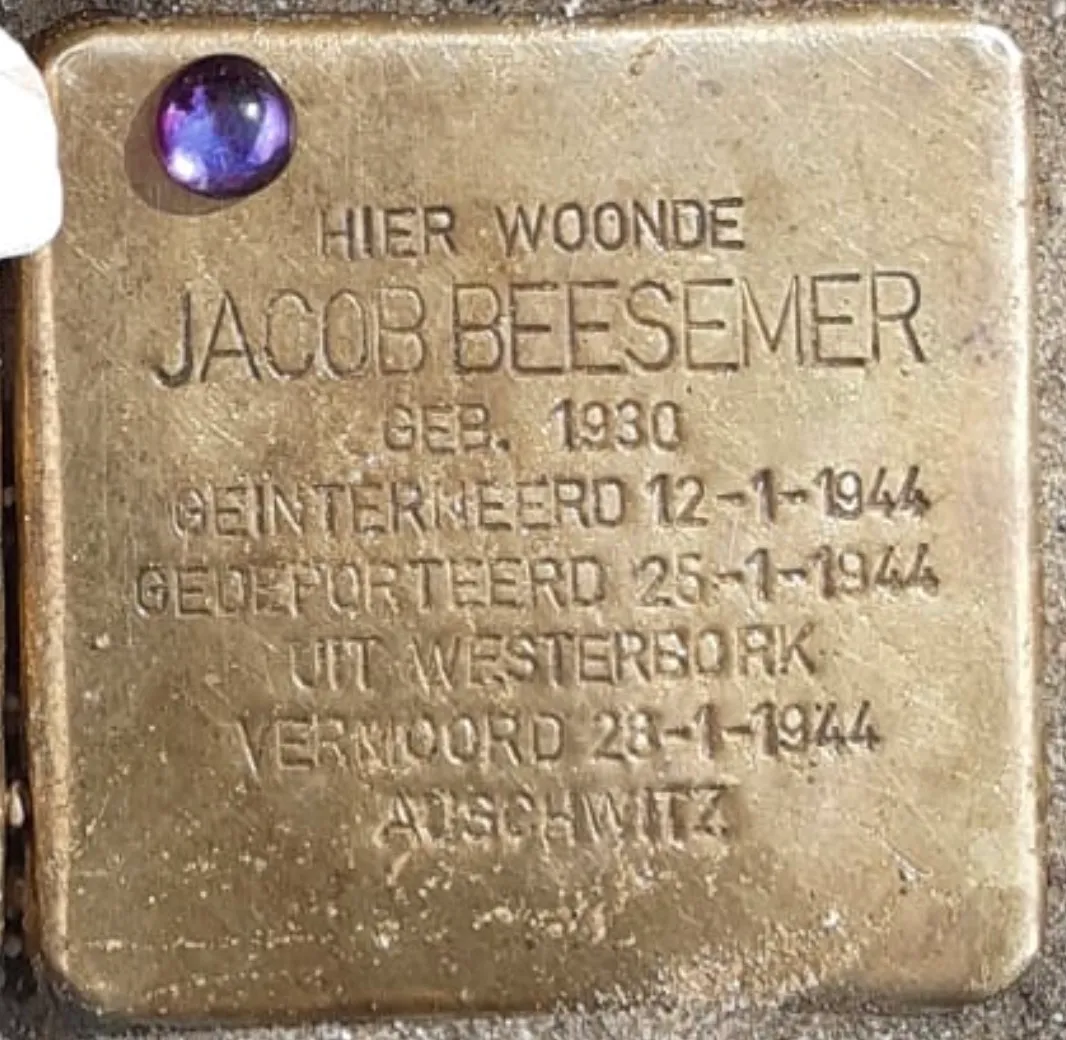 HIER WOONDE
JACOB BEESEMER
GEB. 1930
GEINTERNEERD 12-1-1944
GEDEPORTEERD 25-1-1944
UIT WESTERBORK
VERMOORD 28-1-1944
AUSCHWITZ